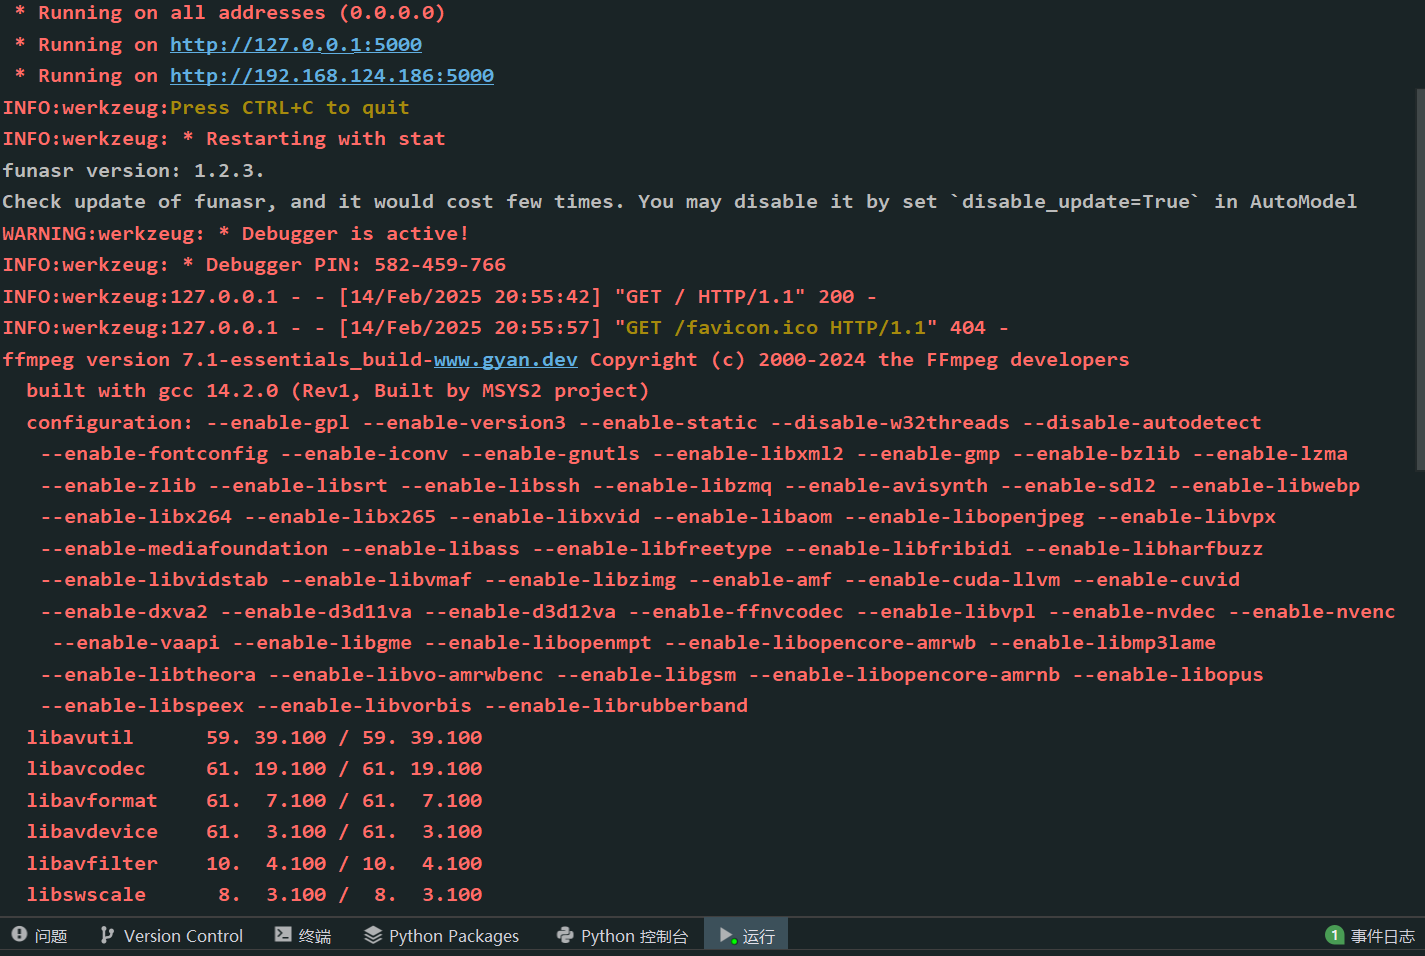 * Running on all addresses (0.0.0.0)
* Running on http://127.0.0.1:5000
* Running on http://192.168.124.186:5000
INFO:werkzeug:Press CTRL+C to quit
INFO:werkzeug: * Restarting with stat
funasr version: 1.2.3.
Check update of funasr, and it would cost few times. You may disable it by set `disable_update=True` in AutoModel
WARNING:werkzeug: * Debugger is active!
INFO:werkzeug: * Debugger PIN: 582-459-766
INFO:werkzeug:127.0.0.1 - - [14/Feb/2025 20:55:42] "GET / HTTP/1.1" 200 -
INFO:werkzeug:127.0.0.1 - - [14/Feb/2025 20:55:57] "GET /favicon.ico HTTP/1.1" 404 -
ffmpeg version 7.1-essentials_build-www.gyan.dev Copyright (c) 2000-2024 the FFmpeg developers
built with gcc 14.2.0 (Rev1, Built by MSYS2 project)
configuration: --enable-gpl --enable-version3 --enable-static --disable-w32threads --disable-autodetect
--enable-fontconfig --enable-iconv --enable-gnutls --enable-libxml2 --enable-gmp --enable-bzlib --enable-lzma
--enable-zlib --enable-libsrt --enable-libssh --enable-libzmq --enable-avisynth --enable-sdl2 --enable-libwebp
--enable-libx264 --enable-libx265 --enable-libxvid --enable-libaom --enable-libopenjpeg --enable-libvpx
--enable-mediafoundation --enable-libass --enable-libfreetype --enable-libfribidi --enable-libharfbuzz
--enable-libvidstab --enable-libvmaf --enable-libzimg --enable-amf --enable-cuda-llvm --enable-cuvid
--enable-dxva2 --enable-d3d11va --enable-d3d12va --enable-ffnvcodec --enable-libvpl --enable-nvdec --enable-nvenc
--enable-vaapi --enable-libgme --enable-libopenmpt --enable-libopencore-amrwb --enable-libmp3lame
--enable-libtheora --enable-libvo-amrwbenc --enable-libgsm --enable-libopencore-amrnb --enable-libopus
--enable-libspeex --enable-libvorbis --enable-librubberband
libavutil      59. 39.100 / 59. 39.100
libavcodec     61. 19.100 / 61. 19.100
libavformat    61.  7.100 / 61.  7.100
libavdevice    61.  3.100 / 61.  3.100
libavfilter    10.  4.100 / 10.  4.100
libswscale      8.  3.100 /  8.  3.100
问题 Version Control 终端 Python Packages Python 控制台 运行 1 事件日志